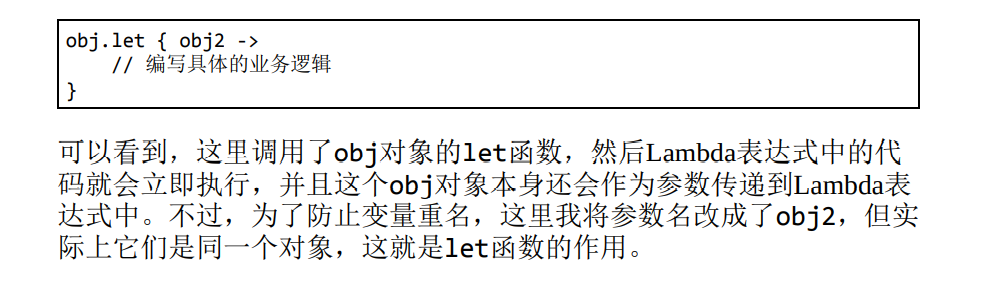 obj.let { obj2 ->
    // 编写具体的业务逻辑
}
可以看到，这里调用了obj对象的let函数，然后Lambda表达式中的代
码就会立即执行，并且这个obj对象本身还会作为参数传递到Lambda表
达式中。不过，为了防止变量重名，这里我将参数名改成了obj2，但实
际上它们是同一个对象，这就是let函数的作用。